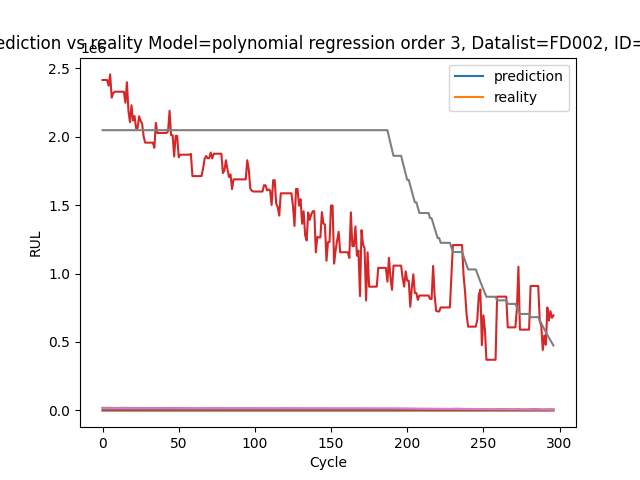 ediction vs reality Model=polynomial regression order 3, Datalist=FD002, ID=
1e6
prediction
reality
2.5
2.0
1.5
1.0
0.5
0.0
RUL
0
50
100
150
200
250
300
Cycle